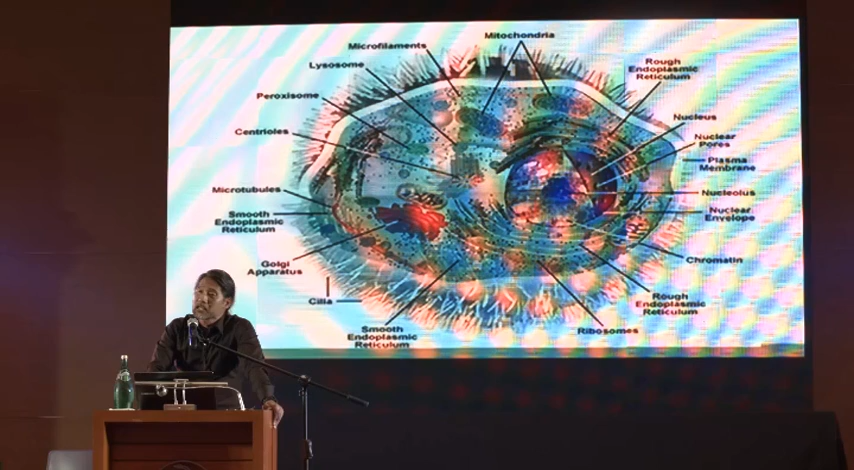 Mitochondria
Microfilaments
Lysosome
Rough
Endoplasmic
Reticulum
Peroxisome
Nucleus
Centrioles
Nuclear
Pores
Plasma
Membrane
Microtubules
Nucleolus
Smooth
Endoplasmic
Reticulum
Nuclear
Envelope
Golgi
Apparatus
Chromatin
Cilia
Rough
Endoplasmic
Reticulum
Smooth
Endoplasmic
Reticulum
Ribosomes